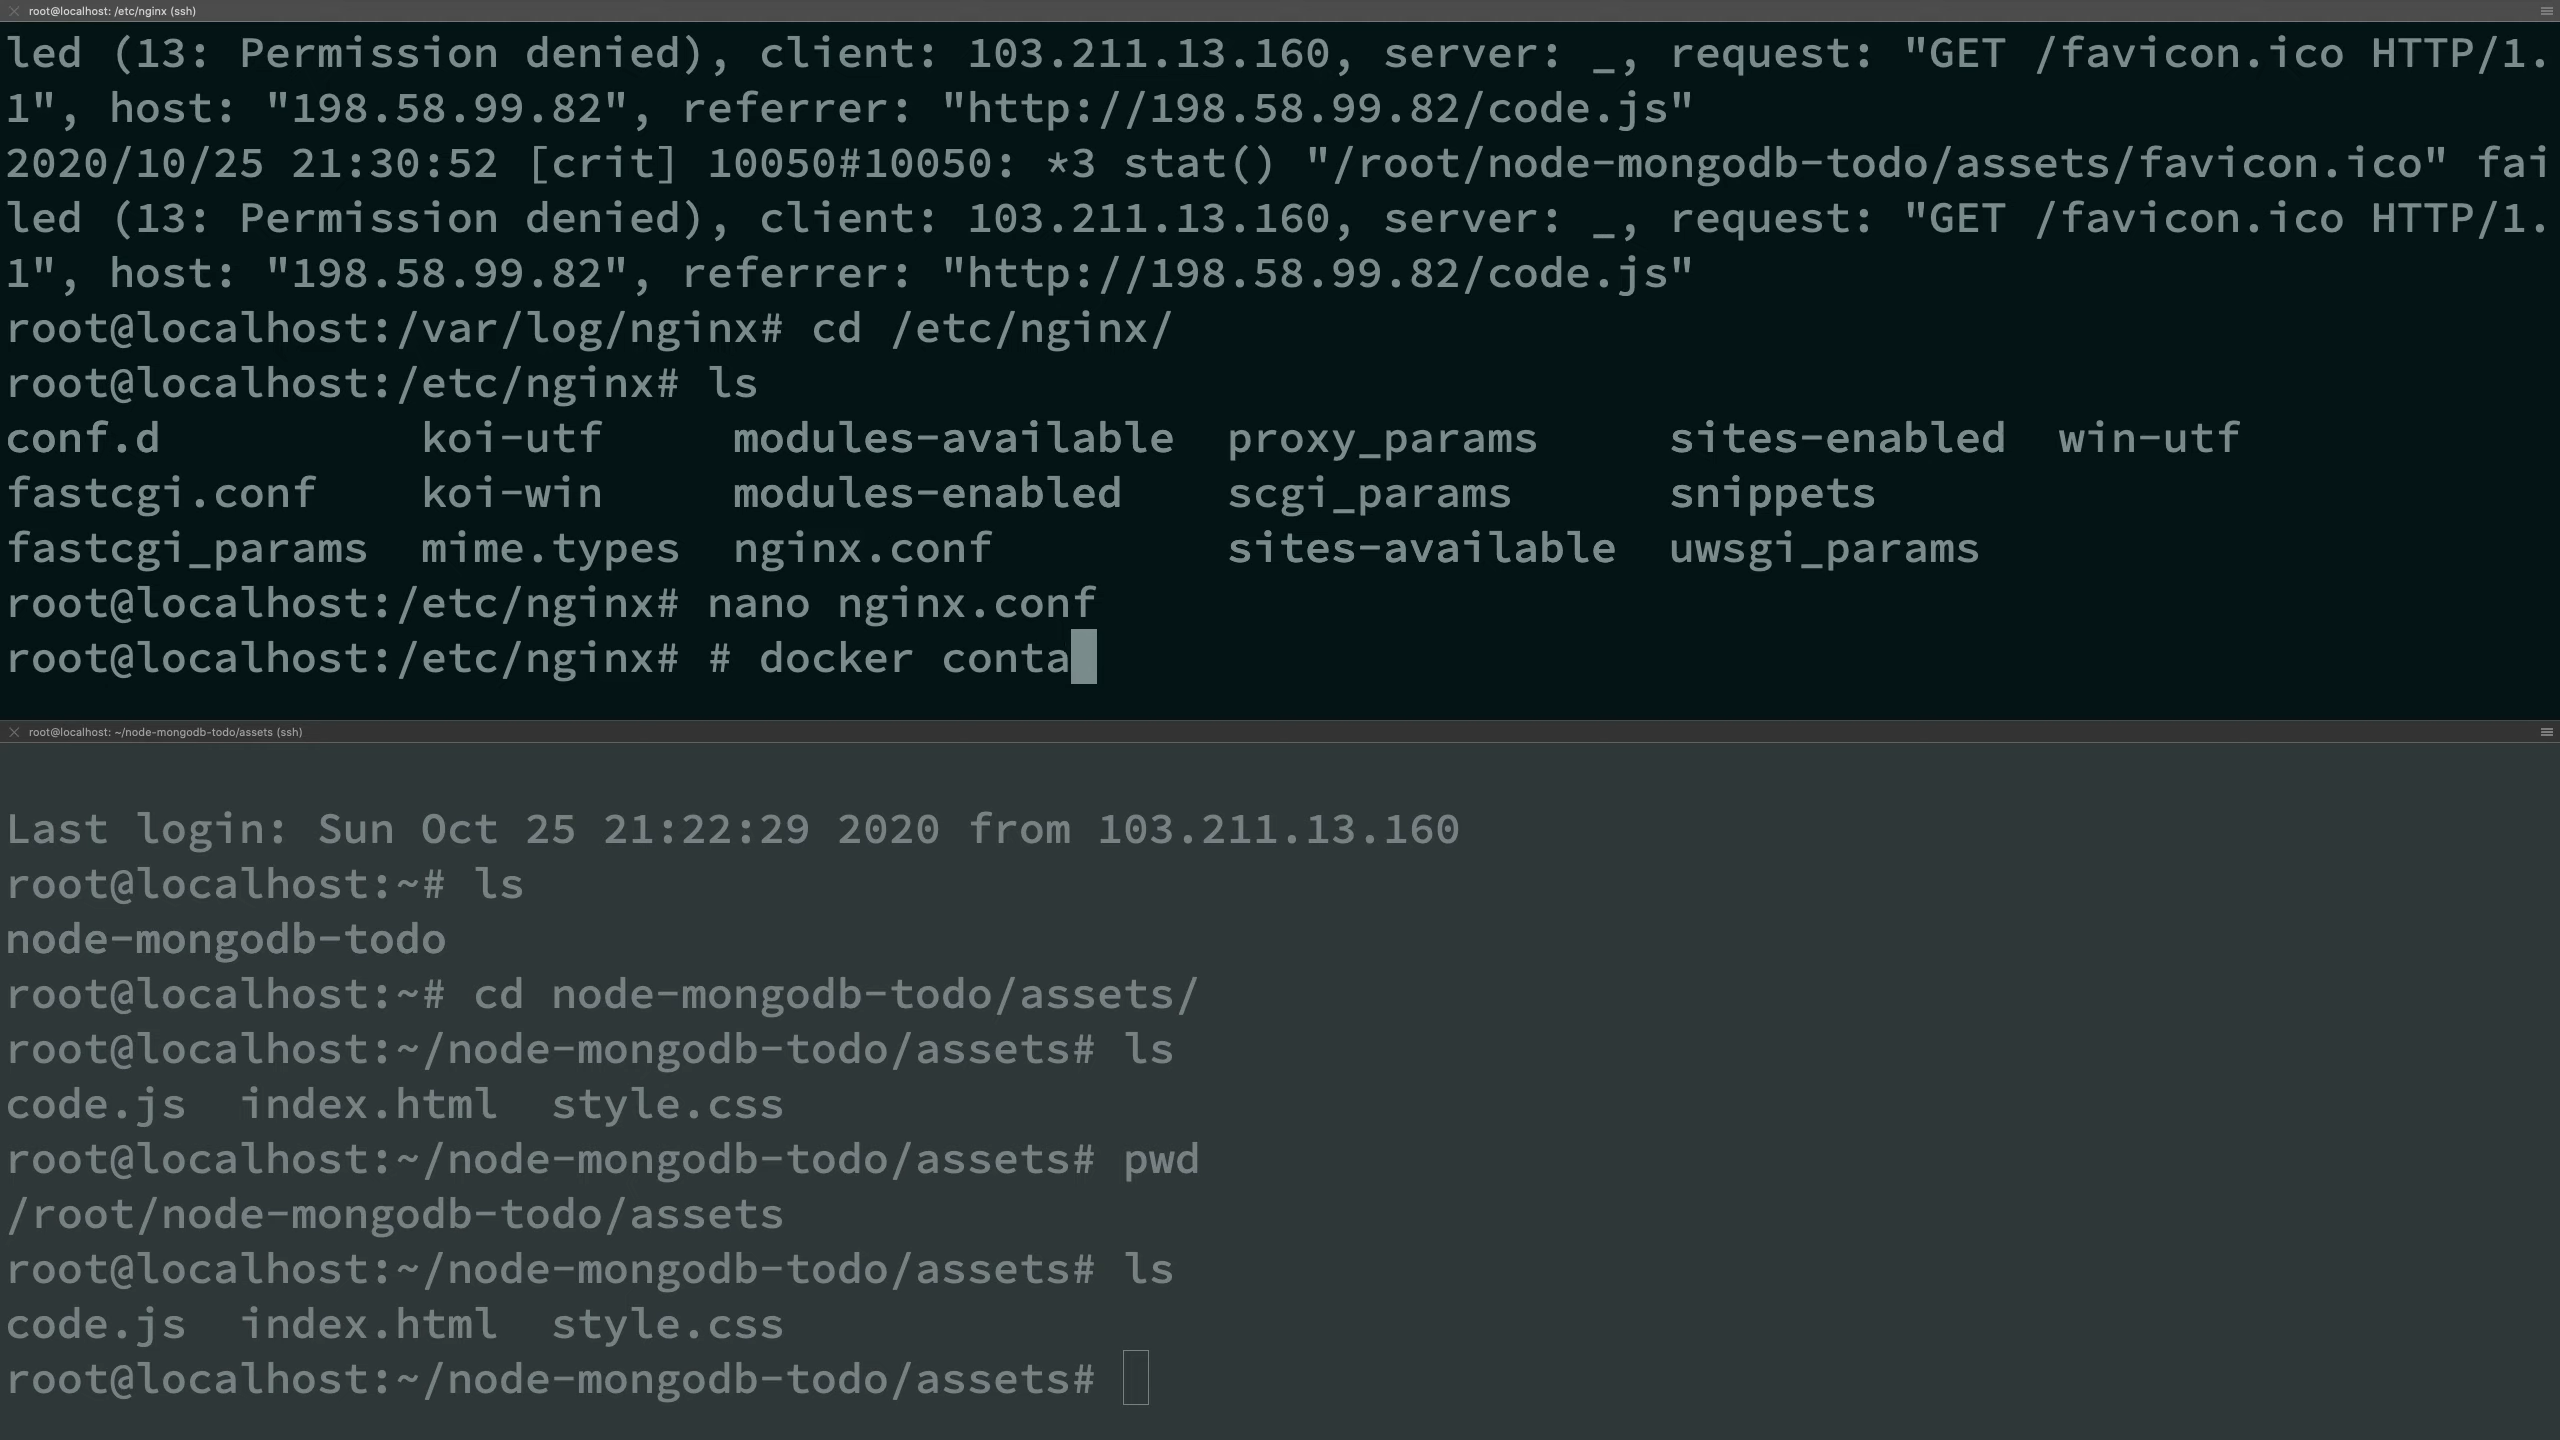 root@localhost: /etc/nginx (ssh)
led (13: Permission denied), client: 103.211.13.160, server: _, request: "GET /favicon.ico HTTP/1.
1", host: "198.58.99.82", referrer: "http://198.58.99.82/code.js"
2020/10/25 21:30:52 [crit] 10050#10050: *3 stat() "/root/node-mongodb-todo/assets/favicon.ico" fai
led (13: Permission denied), client: 103.211.13.160, server: _, request: "GET /favicon.ico HTTP/1.
1", host: "198.58.99.82", referrer: "http://198.58.99.82/code.js"
root@localhost:/var/log/nginx# cd /etc/nginx/
root@localhost:/etc/nginx# ls
conf.d          koi-utf     modules-available  proxy_params     sites-enabled  win-utf
fastcgi.conf    koi-win     modules-enabled    scgi_params      snippets
fastcgi_params  mime.types  nginx.conf         sites-available  uwsgi_params
root@localhost:/etc/nginx# nano nginx.conf
root@localhost:/etc/nginx# # docker conta
root@localhost: ~/node-mongodb-todo/assets (ssh)
Last login: Sun Oct 25 21:22:29 2020 from 103.211.13.160
root@localhost:~# ls
node-mongodb-todo
root@localhost:~# cd node-mongodb-todo/assets/
root@localhost:~/node-mongodb-todo/assets# ls
code.js  index.html  style.css
root@localhost:~/node-mongodb-todo/assets# pwd
/root/node-mongodb-todo/assets
root@localhost:~/node-mongodb-todo/assets# ls
code.js  index.html  style.css
root@localhost:~/node-mongodb-todo/assets#